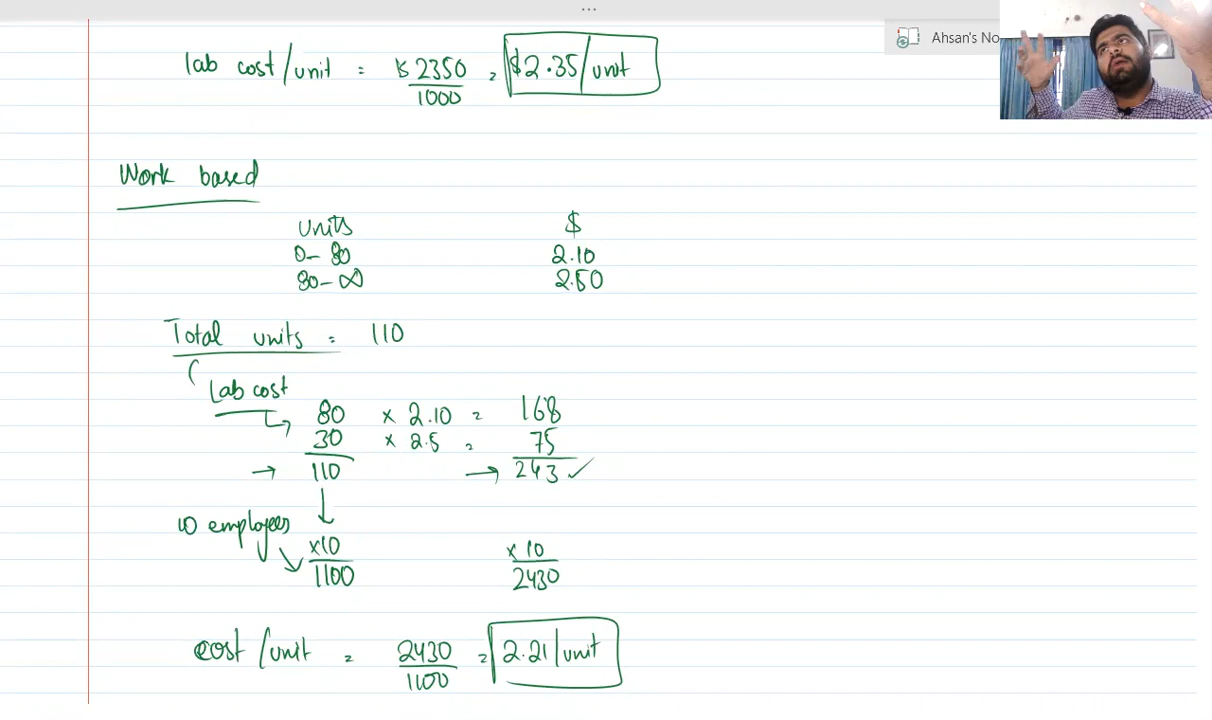 ...
Ahsan's No
lab cost/unit = $2350/1000 = $2.35/unit
Work based
units $
0- 80 2.10
80- ∞ 2.50
Total units = 110
Lab cost
80 × 2.10 = 168
30 × 2.5 = 75
→ 110 → 243 ✓
10 employees
×10 × 10
1100 2430
cost/unit = 2430/1100 = 2.21/unit